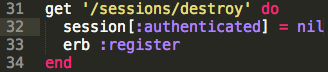 31 get '/sessions/destroy' do
32   session[:authenticated] = nil
33   erb :register
34 end